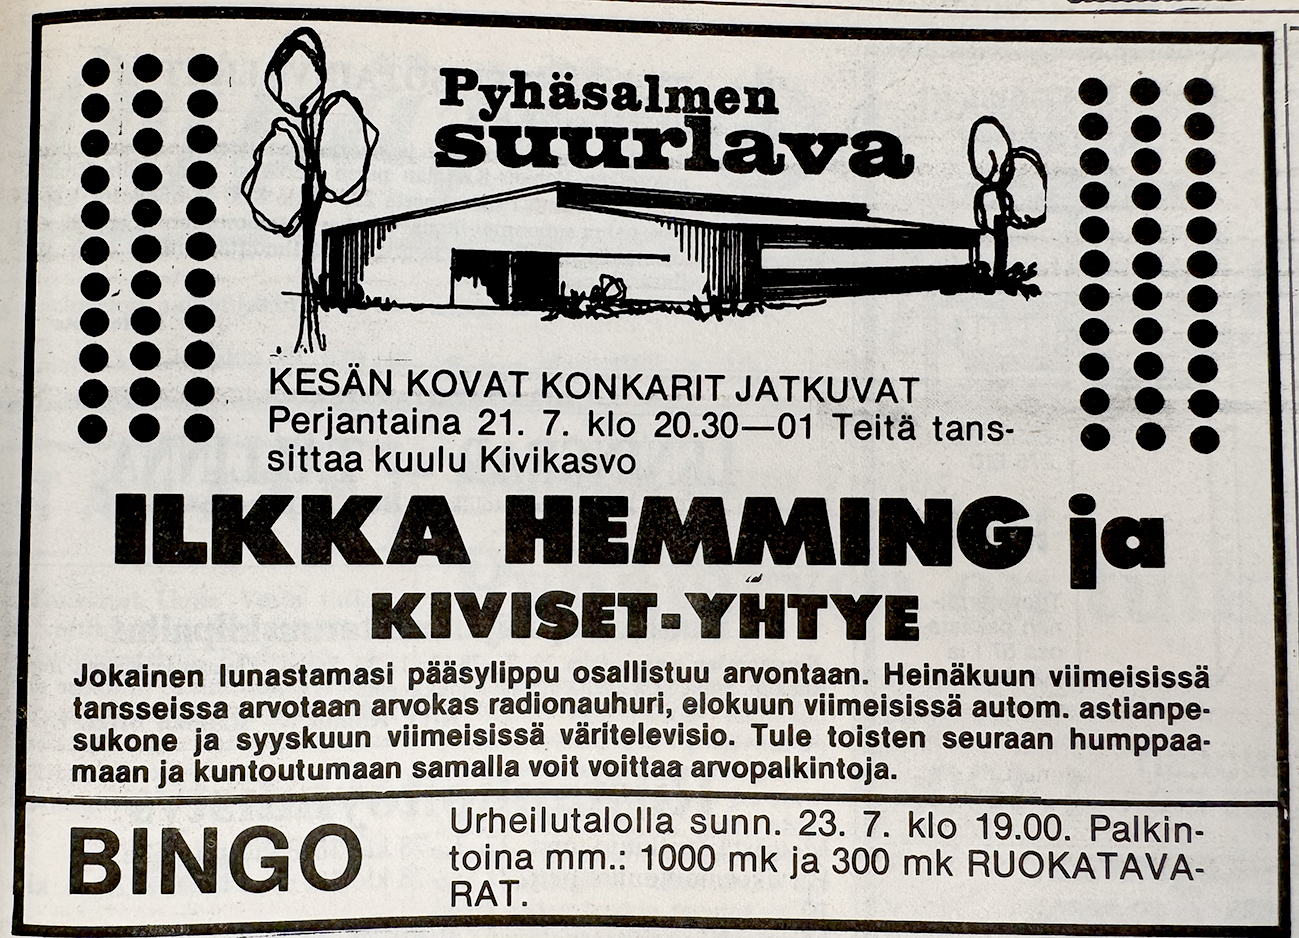 Pyhäsalmen
suurlava
KESÄN KOVAT KONKARIT JATKUVAT
Perjantaina 21. 7. klo 20.30—01 Teitä tans-
sittaa kuulu Kivikasvo
ILKKA HEMMING ja
KIVISET-YHTYE
Jokainen lunastamasi pääsylippu osallistuu arvontaan. Heinäkuun viimeisissä
tansseissa arvotaan arvokas radionauhuri, elokuun viimeisissä autom. astianpe-
sukone ja syyskuun viimeisissä väritelevisio. Tule toisten seuraan humppaa-
maan ja kuntoutumaan samalla voit voittaa arvopalkintoja.
BINGO
Urheilutalolla sunn. 23. 7. klo 19.00. Palkin-
toina mm.: 1000 mk ja 300 mk RUOKATAVA-
RAT.